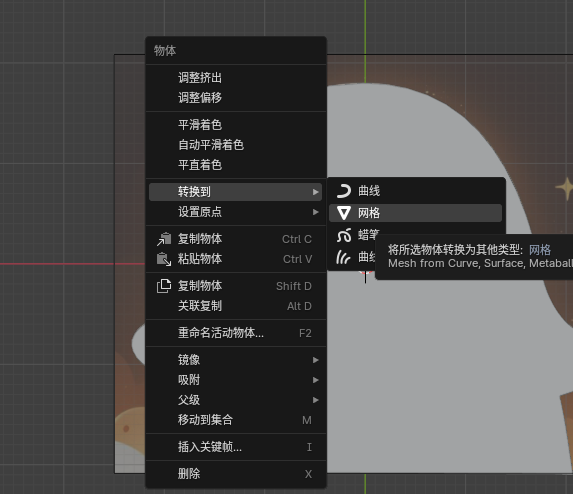 物体
调整挤出
调整偏移
平滑着色
自动平滑着色
平直着色
转换到
设置原点
复制物体 Ctrl C
粘贴物体 Ctrl V
复制物体 Shift D
关联复制 Alt D
重命名活动物体... F2
镜像
吸附
父级
移动到集合 M
插入关键帧... I
删除 X
曲线
网格
蜡笔
曲线
将所选物体转换为其他类型: 网格
Mesh from Curve, Surface, Metaball